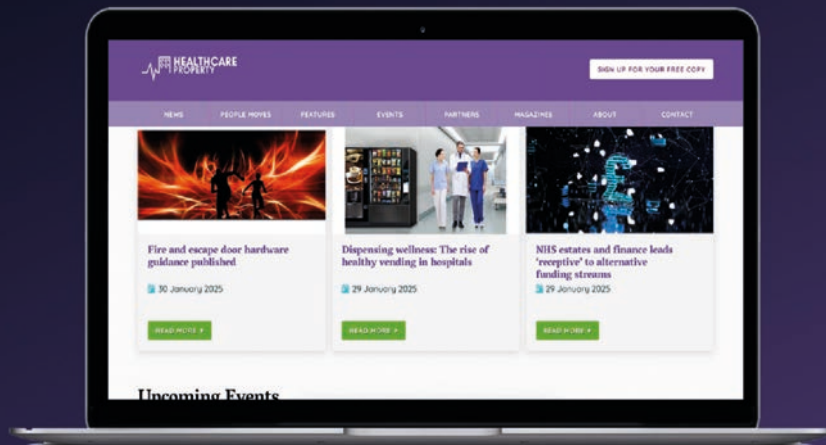 HEALTHCARE
PROPERTY
SIGN UP FOR YOUR FREE COPY
NEWS PEOPLE MOVES FEATURES EVENTS PARTNERS MAGAZINES ABOUT CONTACT
Fire and escape door hardware
guidance published
30 January 2025
READ MORE
Dispensing wellness: The rise of
healthy vending in hospitals
29 January 2025
READ MORE
NHS estates and finance leads
‘receptive’ to alternative
funding streams
29 January 2025
READ MORE
Upcoming Events